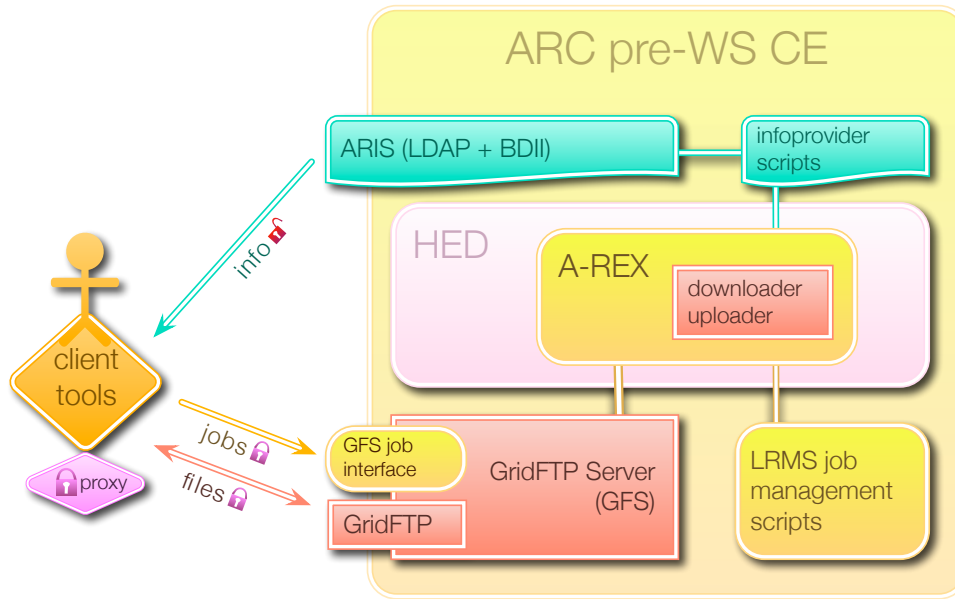 ARC pre-WS CE
ARIS (LDAP + BDII)
infoprovider
scripts
info
HED
A-REX
downloader
uploader
client
tools
proxy
jobs
files
GFS job
interface
GridFTP
GridFTP Server
(GFS)
LRMS job
management
scripts